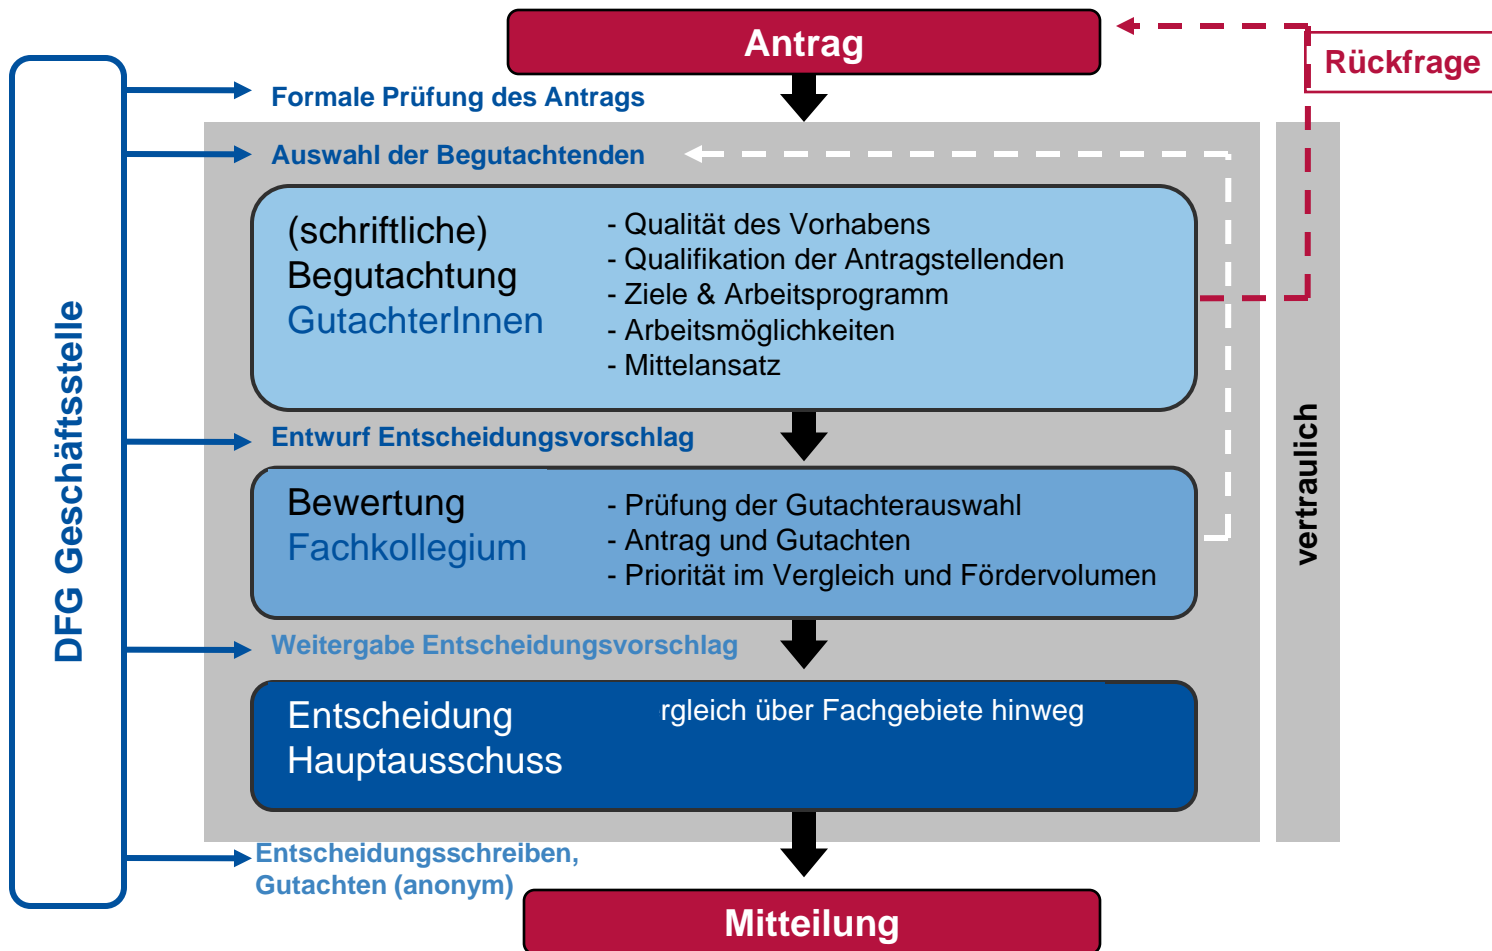 Antrag
Rückfrage
Formale Prüfung des Antrags
Auswahl der Begutachtenden
(schriftliche)
Begutachtung
GutachterInnen
- Qualität des Vorhabens
- Qualifikation der Antragstellenden
- Ziele & Arbeitsprogramm
- Arbeitsmöglichkeiten
- Mittelansatz
Entwurf Entscheidungsvorschlag
Bewertung
Fachkollegium
- Prüfung der Gutachterauswahl
- Antrag und Gutachten
- Priorität im Vergleich und Fördervolumen
Weitergabe Entscheidungsvorschlag
Entscheidung
Hauptausschuss
rgleich über Fachgebiete hinweg
Entscheidungsschreiben,
Gutachten (anonym)
Mitteilung
DFG Geschäftsstelle
vertraulich